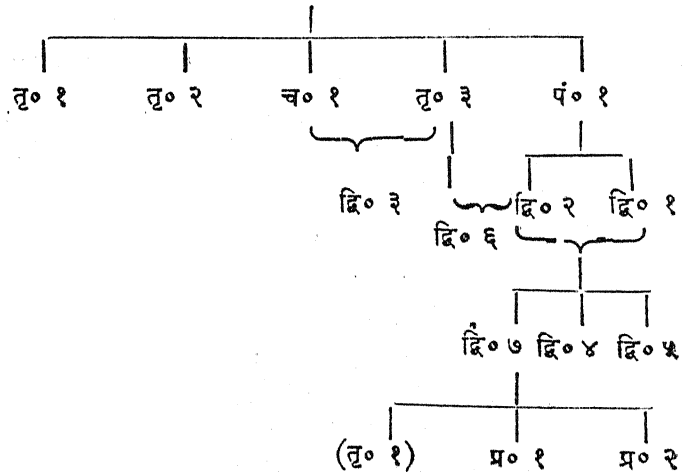 तृ० १ तृ० २ च० १ तृ० ३ पं० १
द्वि० ३ द्वि० २ द्वि० १
द्वि० ६
द्विं० ७ द्वि० ४ द्वि० ५
(तृ० १) प्र० १ प्र० २